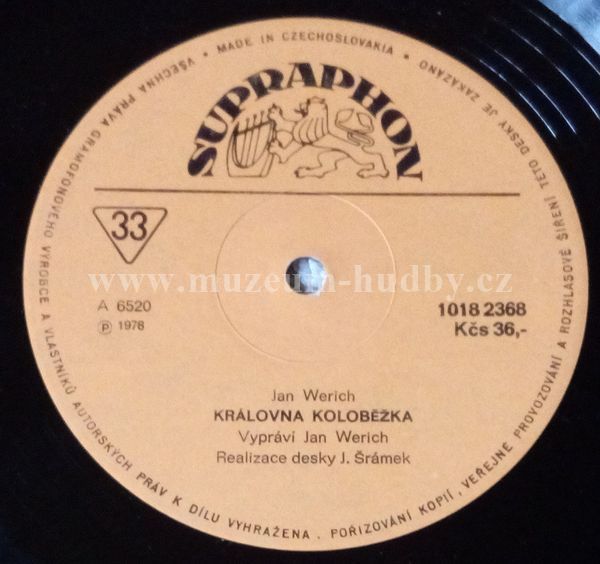 VŠECHNA PRÁVA GRAMOFONOVÉHO VÝROBCE A VLASTNÍKŮ AUTORSKÝCH PRÁV K DÍLU VYHRAŽENA . POŘIZOVÁNÍ KOPIÍ, VEŘEJNÉ PROVOZOVÁNÍ A ROZHLASOVÉ ŠÍŘENÍ TÉTO DESKY JE ZAKÁZÁNO
• MADE IN CZECHOSLOVAKIA •
SUPRAPHON
33
www.muzeum-hudby.cz
A 6520
1018 2368
Ⓟ 1978
Kčs 36,-
Jan Werich
KRÁLOVNA KOLOBĚŽKA
Vypráví Jan Werich
Realizace desky J. Šrámek